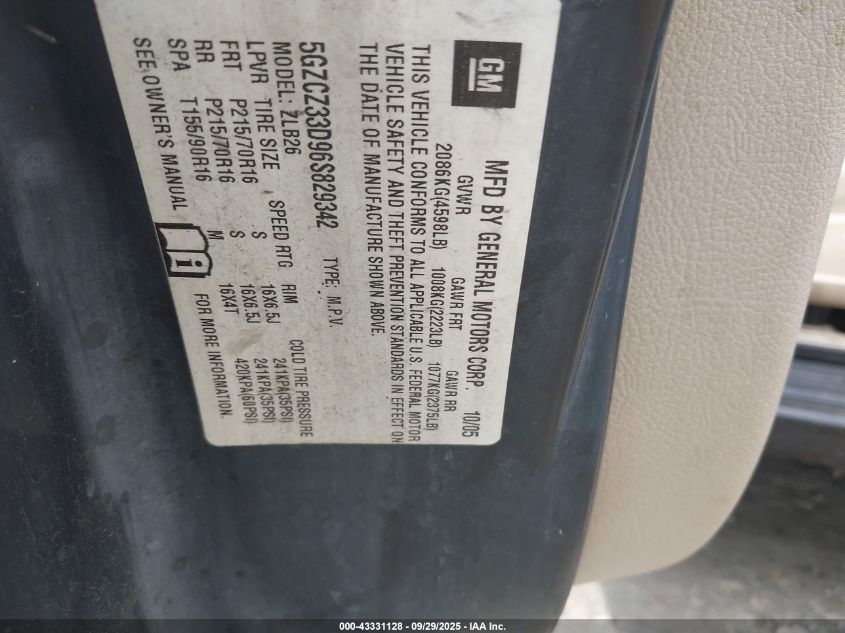 GM
MFD BY GENERAL MOTORS CORP. 10/05
GVWR GAWR FRT GAWR RR
2086KG(4598LB) 1008KG(2223LB) 1077KG(2375LB)
THIS VEHICLE CONFORMS TO ALL APPLICABLE U.S. FEDERAL MOTOR
VEHICLE SAFETY AND THEFT PREVENTION STANDARDS IN EFFECT ON
THE DATE OF MANUFACTURE SHOWN ABOVE.
5GZCZ33D96S829342 TYPE: M.P.V.
MODEL: ZLB26
LPVR TIRE SIZE SPEED RTG RIM COLD TIRE PRESSURE
FRT P215/70R16 S 16X6.5J 241KPA(35PSI)
RR P215/70R16 S 16X6.5J 241KPA(35PSI)
SPA T155/90R16 M 16X4T 420KPA(60PSI)
SEE OWNER'S MANUAL i FOR MORE INFORMATION.
000-43331128 - 09/29/2025 - IAA Inc.